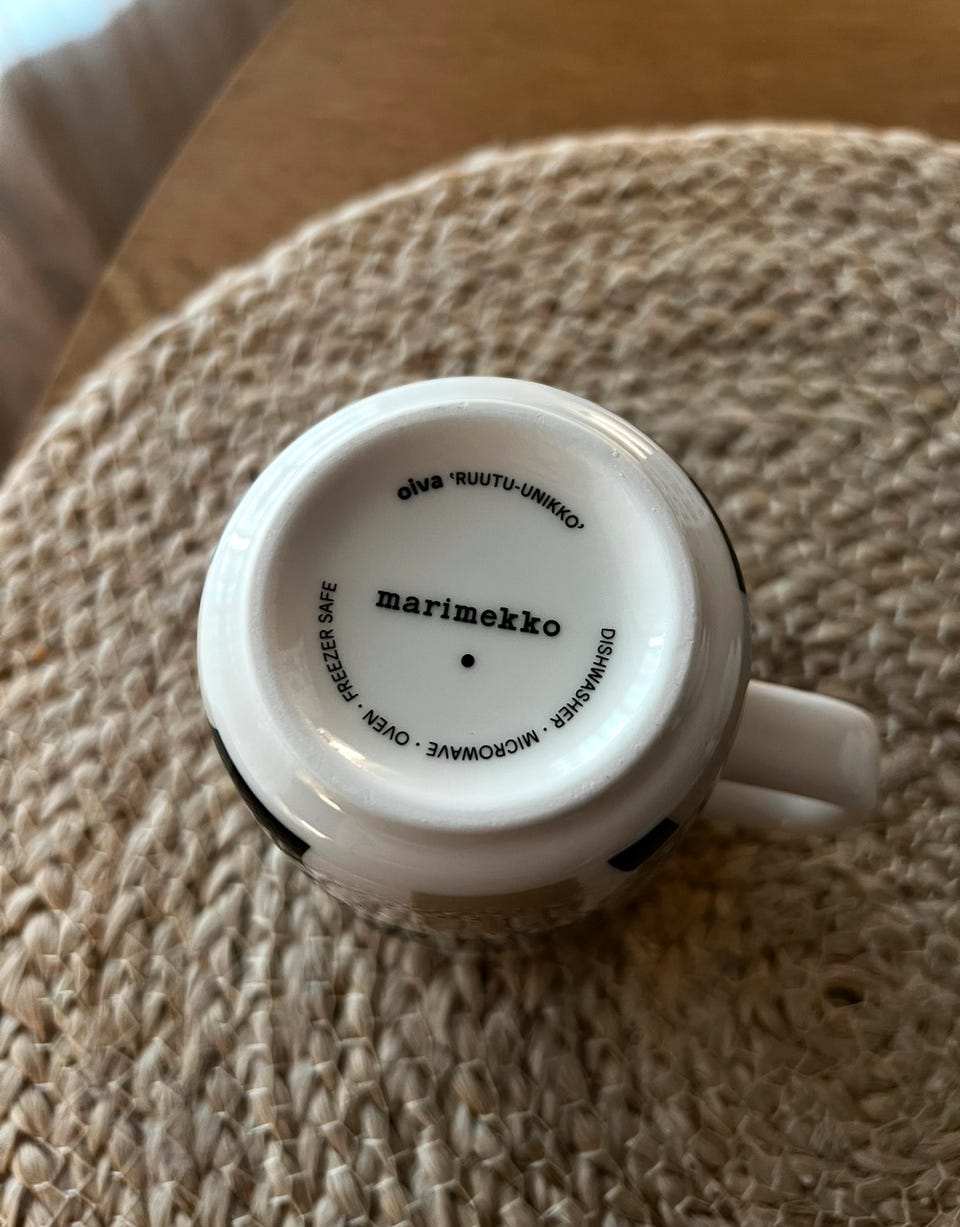 oiva ‘RUUTU-UNIKKO’
marimekko
DISHWASHER · MICROWAVE · OVEN · FREEZER SAFE